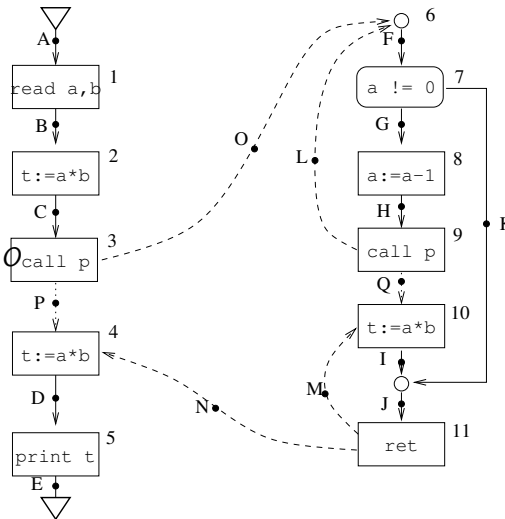 A
1
read a,b
B
2
t:=a*b
C
3
O call p
P
4
t:=a*b
D
5
print t
E
O
L
N
M
6
F
7
a != 0
G
8
a:=a-1
H
9
call p
Q
10
t:=a*b
I
J
11
ret